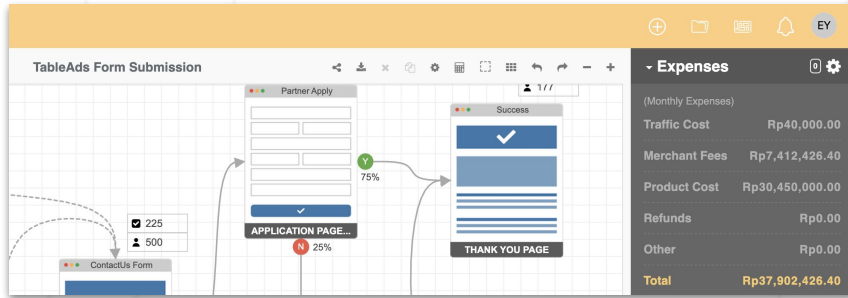 EY
TableAds Form Submission
Expenses
0
(Monthly Expenses)
Traffic Cost Rp40,000.00
Merchant Fees Rp7,412,426.40
Product Cost Rp30,450,000.00
Refunds Rp0.00
Other Rp0.00
Total Rp37,902,426.40
Partner Apply
177
Success
Y
75%
225
500
APPLICATION PAGE...
N 25%
THANK YOU PAGE
ContactUs Form